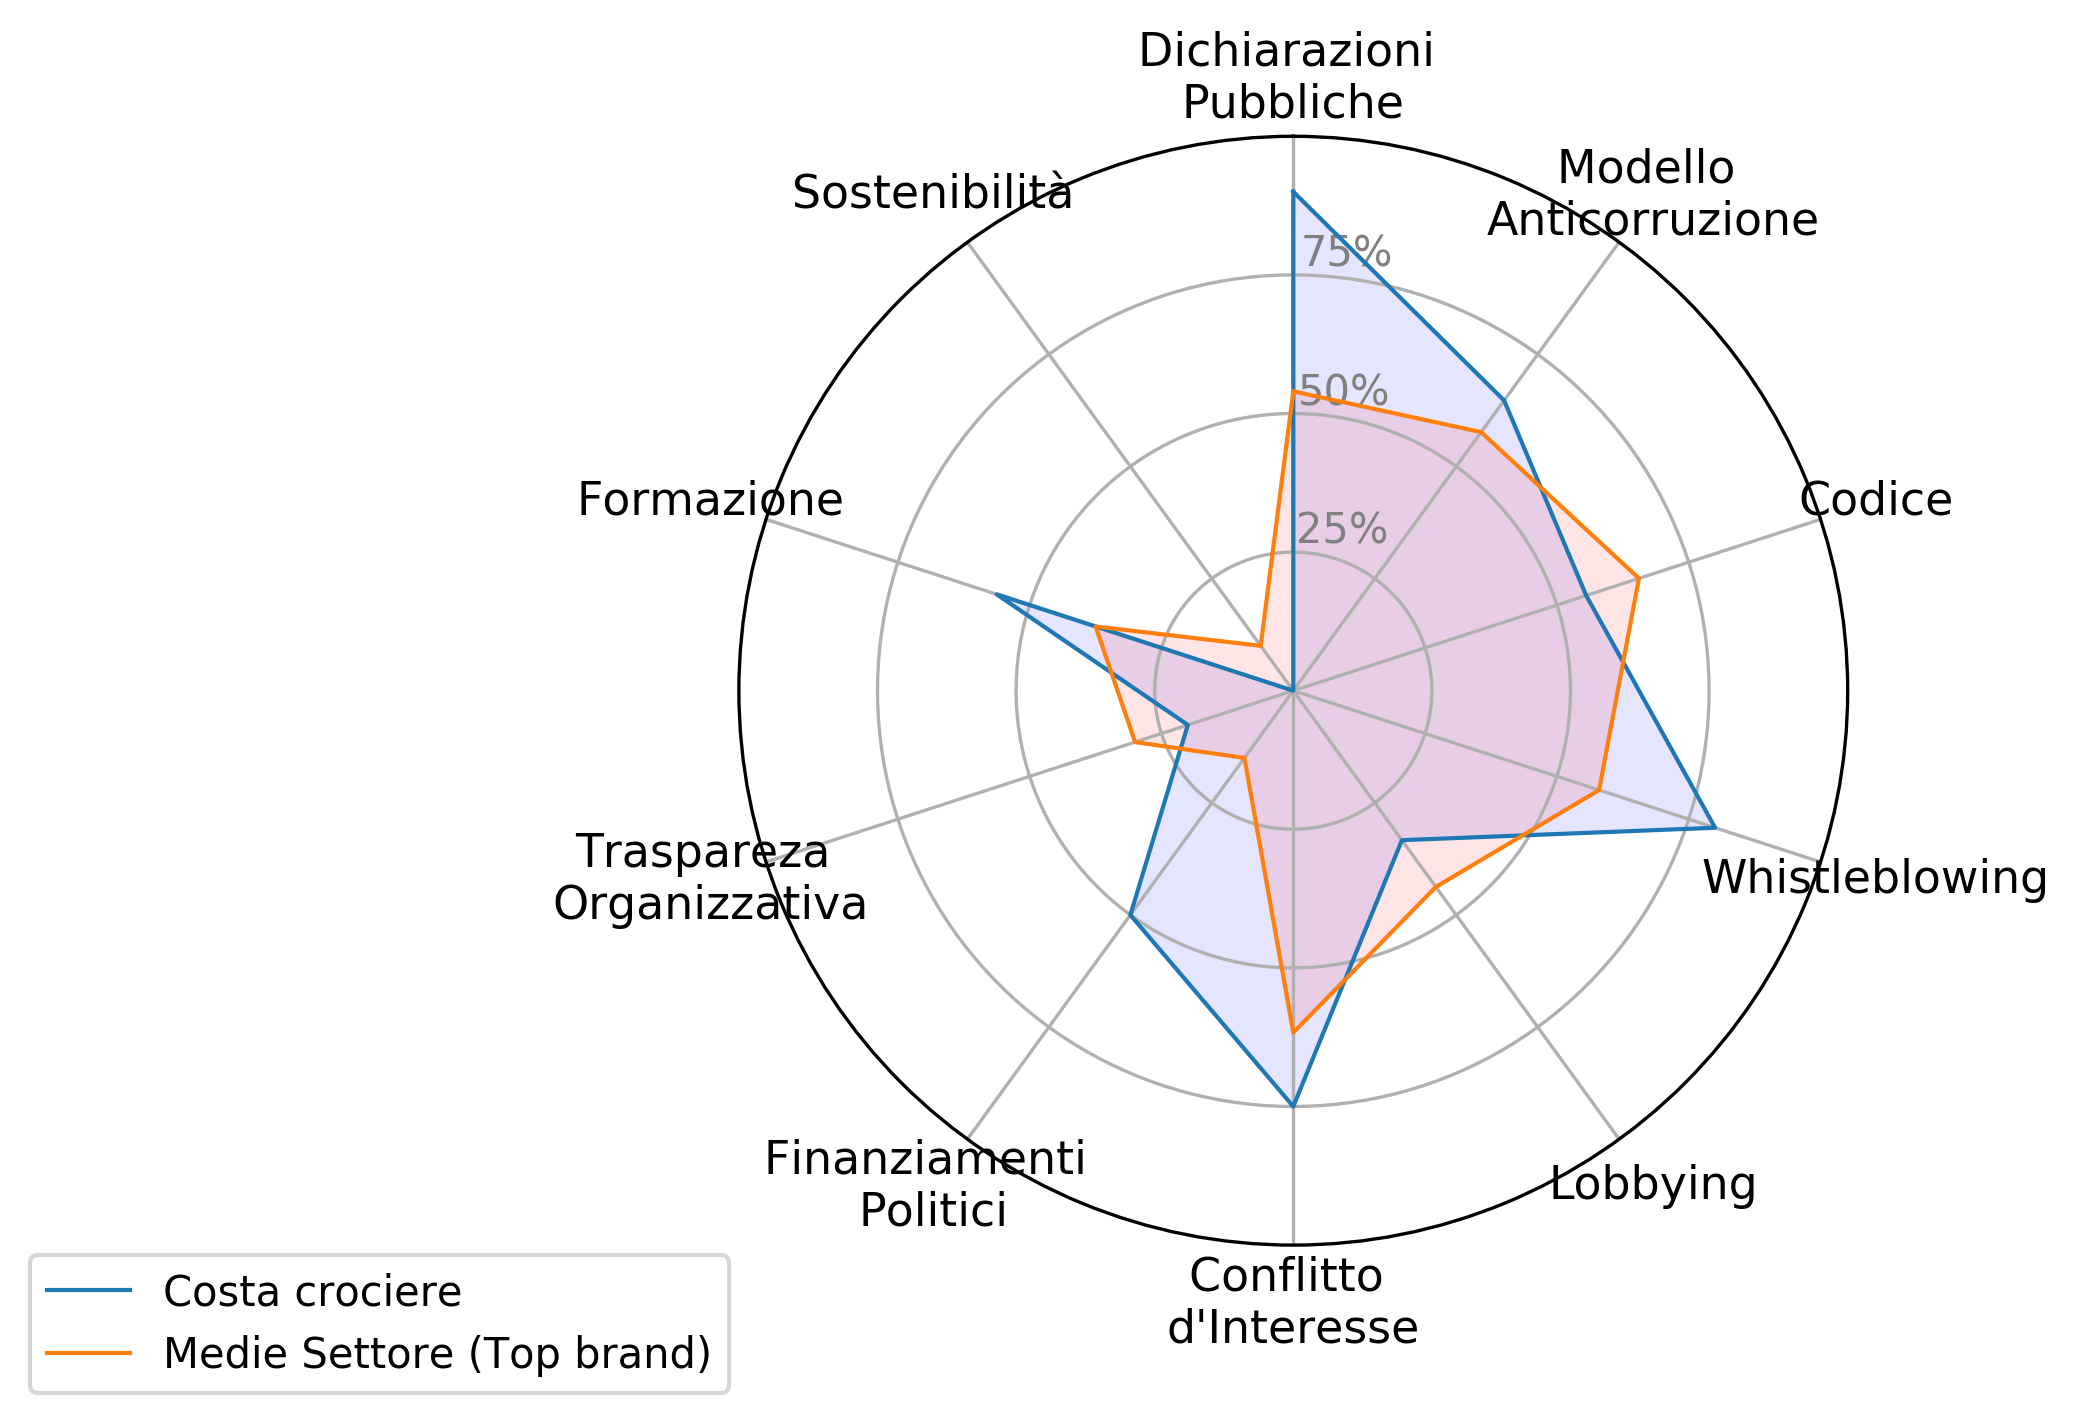 Dichiarazioni
Pubbliche
Modello
Anticorruzione
Sostenibilità
75%
50%
Codice
Formazione
25%
Traspareza
Organizzativa
Whistleblowing
Finanziamenti
Politici
Lobbying
Conflitto
d'Interesse
Costa crociere
Medie Settore (Top brand)